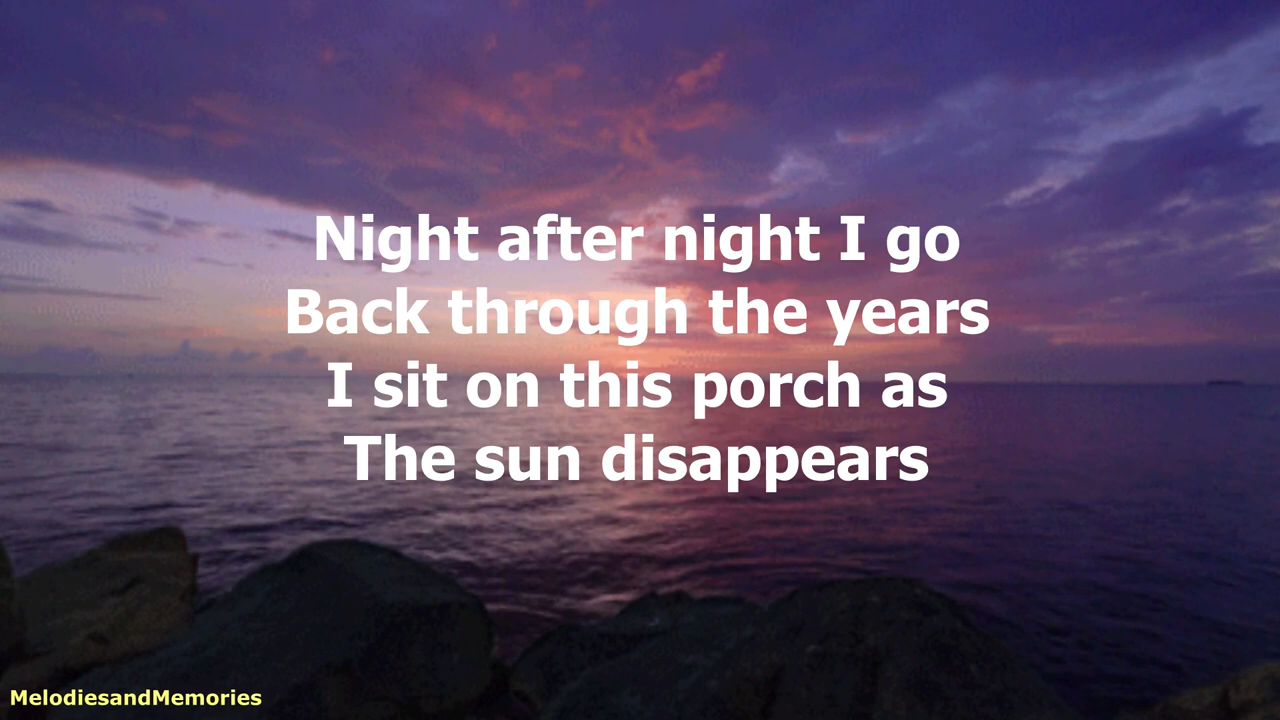 Night after night I go
Back through the years
I sit on this porch as
The sun disappears
MelodiesandMemories